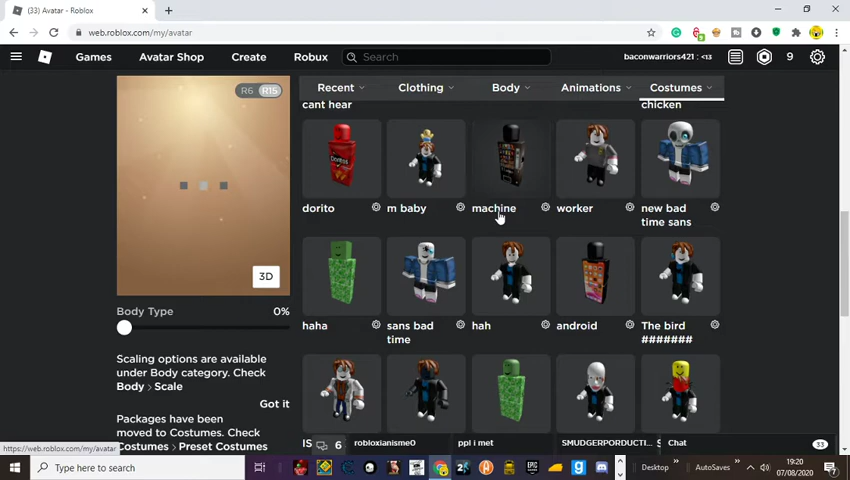 (33) Avatar - Roblox
web.roblox.com/my/avatar
Games Avatar Shop Create Robux Search baconwarriors421 : <13 9
R6 R15
Recent Clothing Body Animations Costumes
cant hear chicken
Doritos
dorito m baby machine worker new bad
time sans
3D
Body Type 0%
haha sans bad hah android The bird
time #######
Scaling options are available
under Body category. Check
Body > Scale
Got it
Packages have been
moved to Costumes. Check
Costumes > Preset Costumes
6 robloxianisme0 ppl i met SMUDGERPORDUCTI... Chat 33
https://web.roblox.com/my/avatar
Type here to search Desktop AutoSaves 19:20
07/08/2020